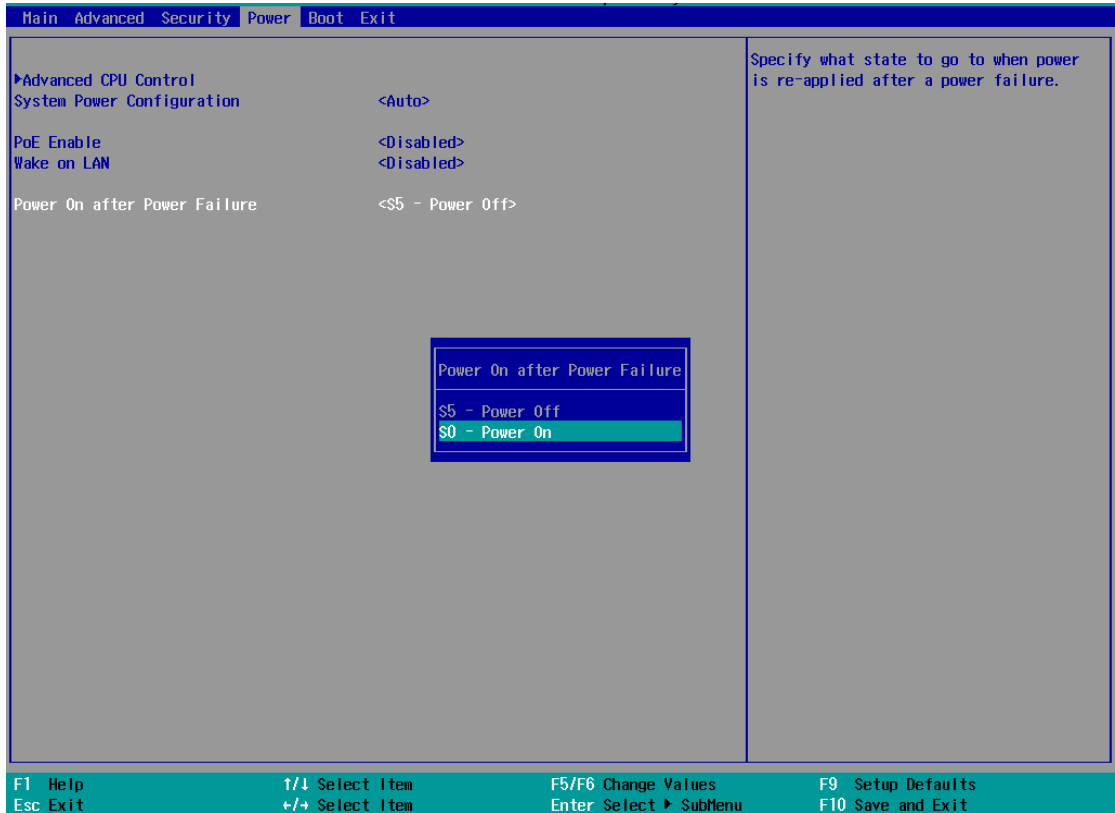 Main Advanced Security Power Boot Exit
▶Advanced CPU Control
System Power Configuration <Auto>
PoE Enable <Disabled>
Wake on LAN <Disabled>
Power On after Power Failure <S5 - Power Off>
Specify what state to go to when power
is re-applied after a power failure.
Power On after Power Failure
S5 - Power Off
S0 - Power On
F1 Help ↑/↓ Select Item F5/F6 Change Values F9 Setup Defaults
Esc Exit ←/→ Select Item Enter Select ▶ SubMenu F10 Save and Exit